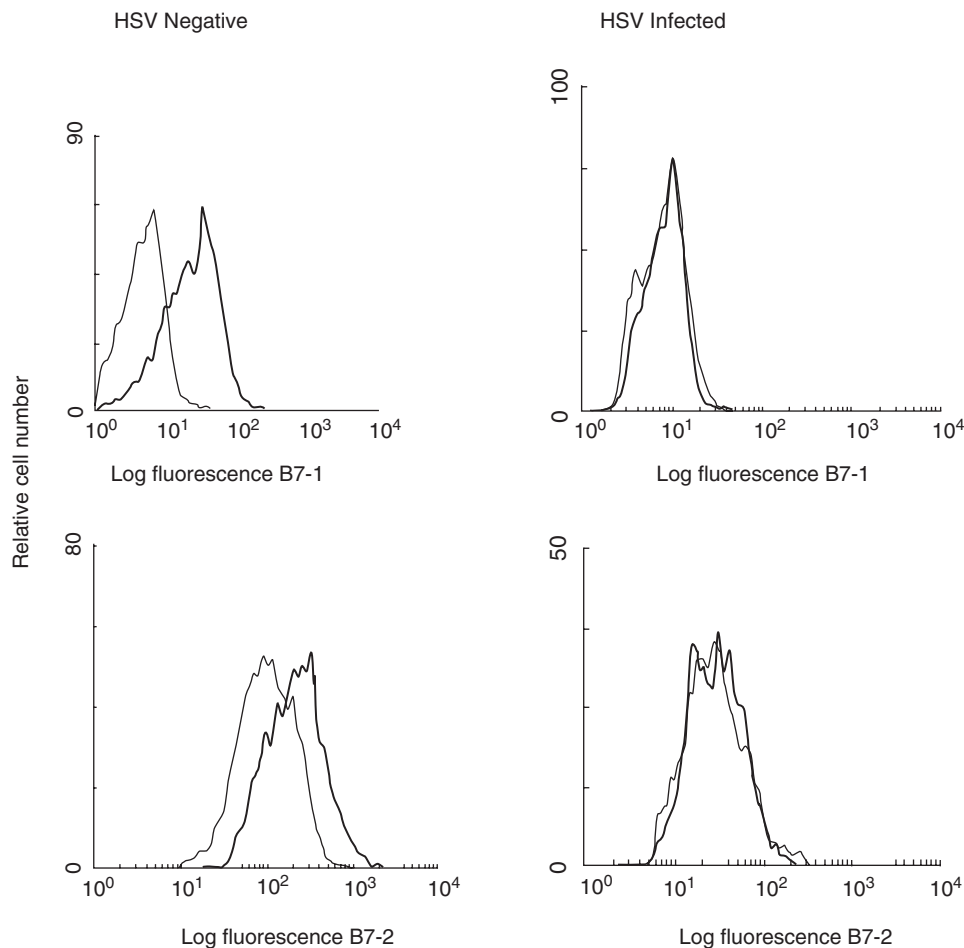 HSV Negative
HSV Infected
Relative cell number
90
0
10^0 10^1 10^2 10^3 10^4
Log fluorescence B7-1
100
0
10^0 10^1 10^2 10^3 10^4
Log fluorescence B7-1
80
0
10^0 10^1 10^2 10^3 10^4
Log fluorescence B7-2
50
0
10^0 10^1 10^2 10^3 10^4
Log fluorescence B7-2